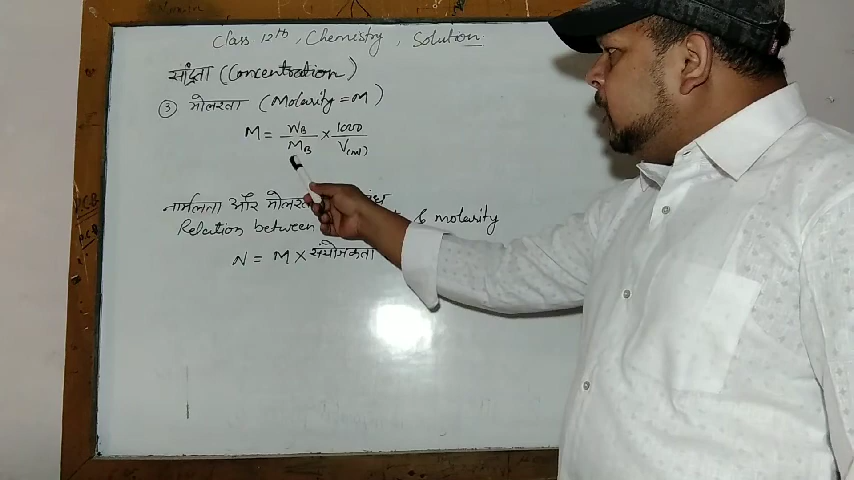 Class 12th, Chemistry, Solution
सांद्रता (Concentration)
③ मोलरता (Molarity = M)
M = W_B / M_B × 1000 / V(ml)
नार्मलता और
Relation between & molarity
N = M × संयोजकता